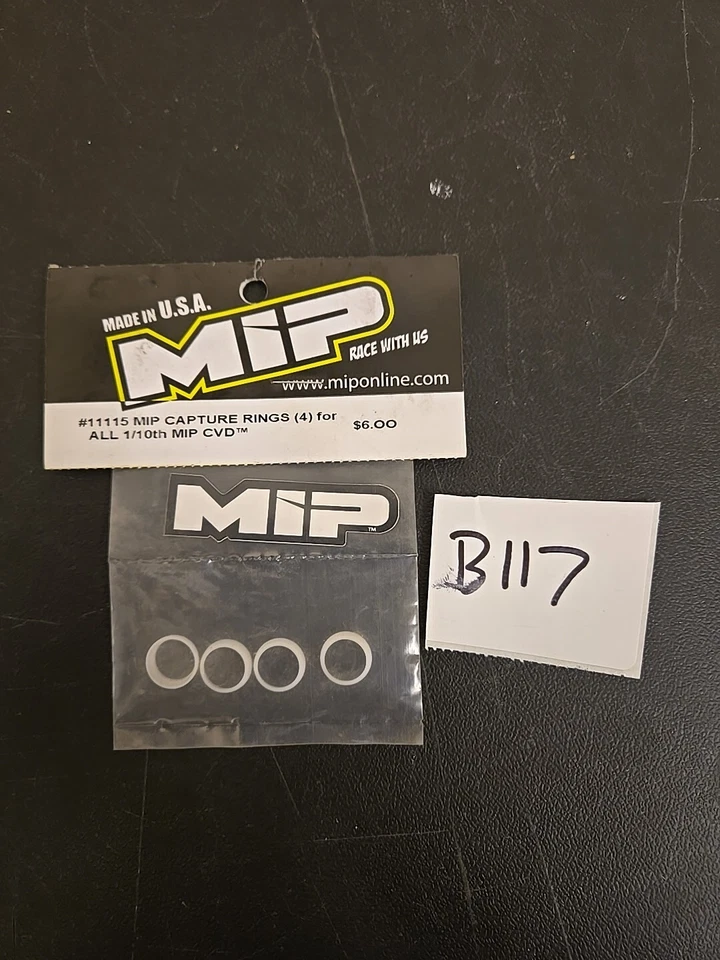 MADE IN U.S.A.
MIP
RACE WITH US
www.miponline.com
#11115 MIP CAPTURE RINGS (4) for $6.00
ALL 1/10th MIP CVD™
MIP™
B117